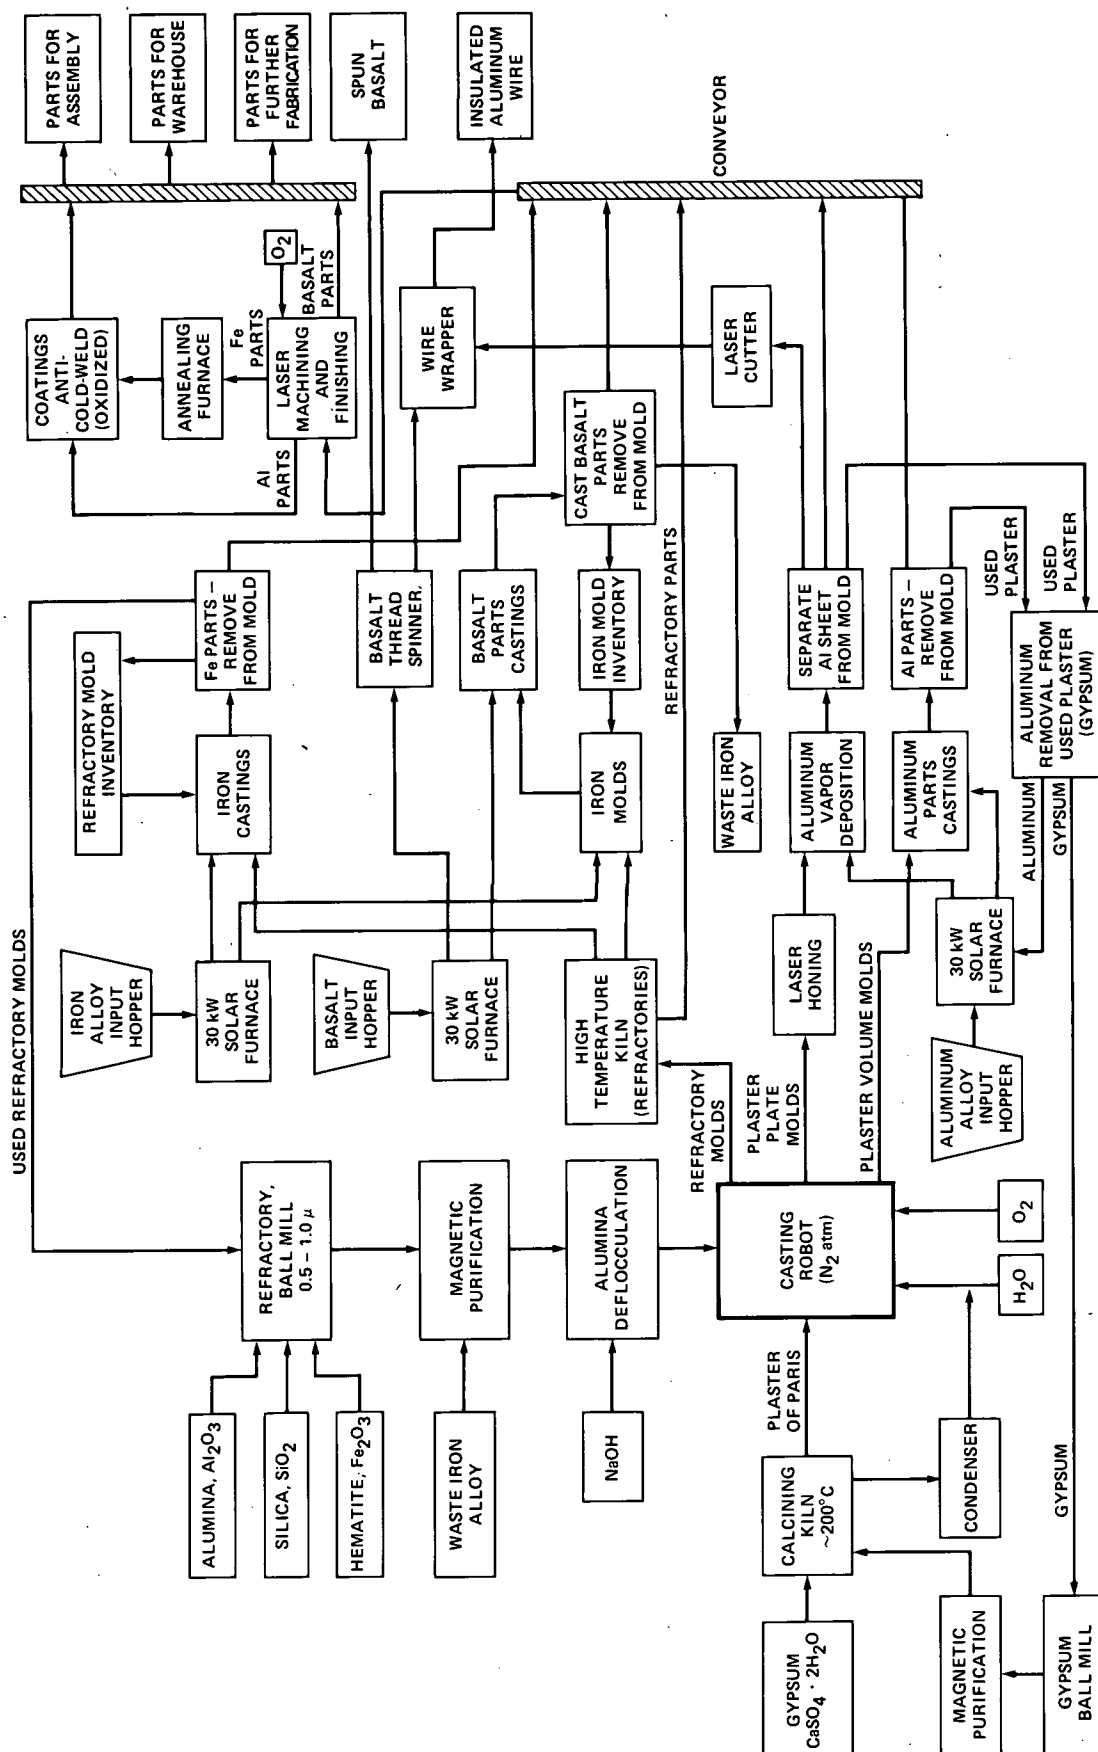 ALUMINA, Al2O3
SILICA, SiO2
HEMATITE, Fe2O3
WASTE IRON
ALLOY
NaOH
GYPSUM
CaSO4 · 2H2O
MAGNETIC
PURIFICATION
GYPSUM
BALL MILL
CALCINING
KILN
~200°C
CONDENSER
GYPSUM
PLASTER
OF PARIS
USED REFRACTORY MOLDS
REFRACTORY,
BALL MILL
0.5 – 1.0 μ
MAGNETIC
PURIFICATION
ALUMINA
DEFLOCCULATION
CASTING
ROBOT
(N2 atm)
H2O
O2
REFRACTORY
MOLDS
PLASTER
PLATE
MOLDS
PLASTER VOLUME MOLDS
IRON
ALLOY
INPUT
HOPPER
30 kW
SOLAR
FURNACE
BASALT
INPUT
HOPPER
30 kW
SOLAR
FURNACE
HIGH
TEMPERATURE
KILN
(REFRACTORIES)
LASER
HONING
ALUMINUM
ALLOY
INPUT
HOPPER
30 kW
SOLAR
FURNACE
ALUMINUM
GYPSUM
REFRACTORY MOLD
INVENTORY
IRON
CASTINGS
Fe PARTS –
REMOVE
FROM MOLD
BASALT
THREAD
SPINNER,
BASALT
PARTS
CASTINGS
IRON MOLD
INVENTORY
IRON
MOLDS
REFRACTORY PARTS
WASTE IRON
ALLOY
ALUMINUM
VAPOR
DEPOSITION
SEPARATE
Al SHEET
FROM MOLD
ALUMINUM
PARTS
CASTINGS
Al PARTS –
REMOVE
FROM MOLD
USED
PLASTER
USED
PLASTER
ALUMINUM
REMOVAL FROM
USED PLASTER
(GYPSUM)
COATINGS
ANTI-
COLD-WELD
(OXIDIZED)
ANNEALING
FURNACE
LASER
MACHINING
AND
FINISHING
Al
PARTS
Fe
PARTS
O2
BASALT
PARTS
WIRE
WRAPPER
CAST BASALT
PARTS
REMOVE
FROM MOLD
LASER
CUTTER
CONVEYOR
PARTS FOR
ASSEMBLY
PARTS FOR
WAREHOUSE
PARTS FOR
FURTHER
FABRICATION
SPUN
BASALT
INSULATED
ALUMINUM
WIRE